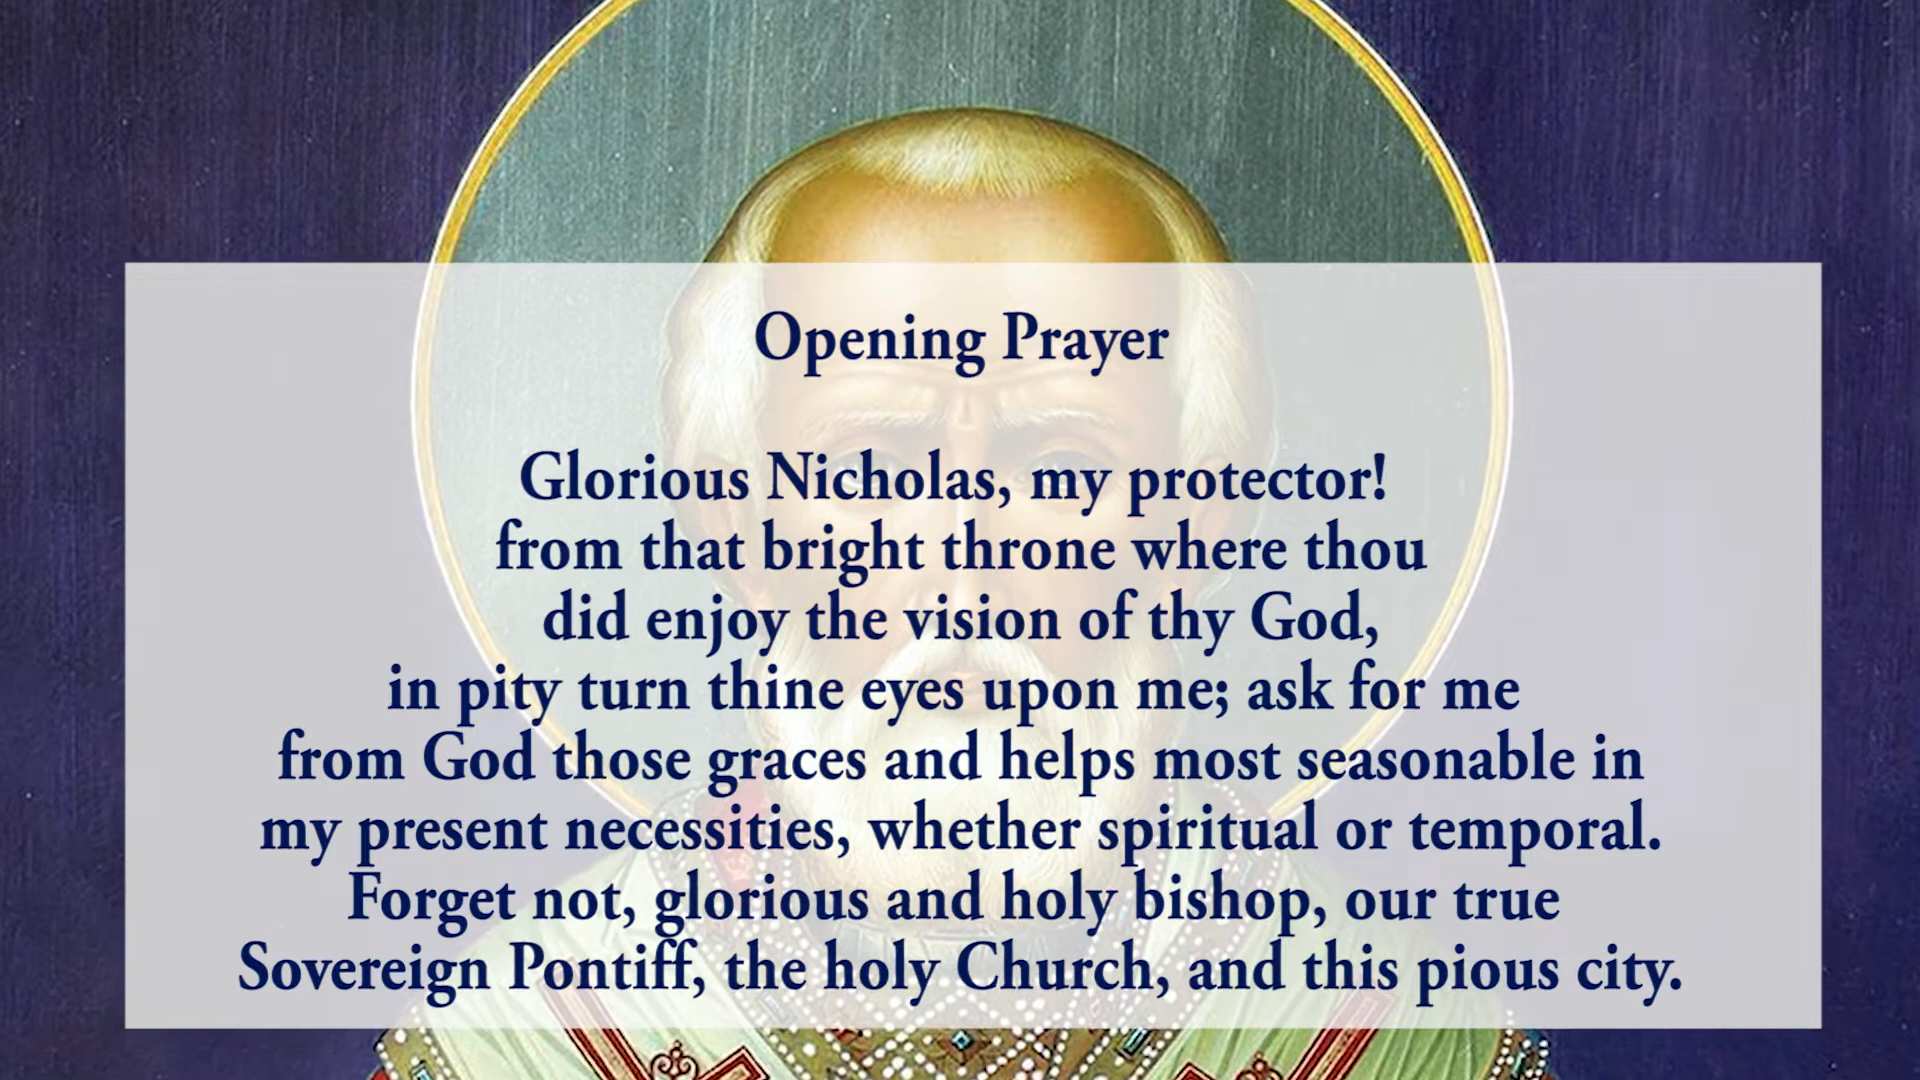 Opening Prayer
Glorious Nicholas, my protector!
from that bright throne where thou
did enjoy the vision of thy God,
in pity turn thine eyes upon me; ask for me
from God those graces and helps most seasonable in
my present necessities, whether spiritual or temporal.
Forget not, glorious and holy bishop, our true
Sovereign Pontiff, the holy Church, and this pious city.